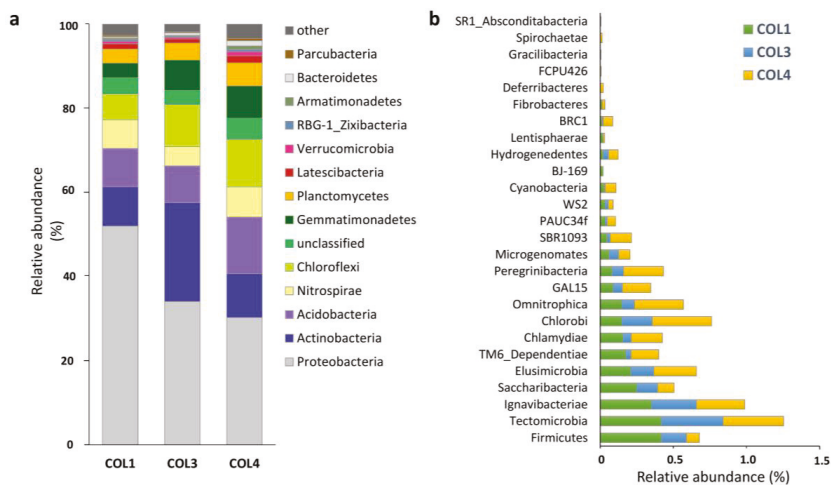 a
Relative abundance
(%)
100
80
60
40
20
0
COL1 COL3 COL4
other
Parcubacteria
Bacteroidetes
Armatimonadetes
RBG-1_Zixibacteria
Verrucomicrobia
Latescibacteria
Planctomycetes
Gemmatimonadetes
unclassified
Chloroflexi
Nitrospirae
Acidobacteria
Actinobacteria
Proteobacteria
b
SR1_Absconditabacteria
Spirochaetae
Gracilibacteria
FCPU426
Deferribacteres
Fibrobacteres
BRC1
Lentisphaerae
Hydrogenedentes
BJ-169
Cyanobacteria
WS2
PAUC34f
SBR1093
Microgenomates
Peregrinibacteria
GAL15
Omnitrophica
Chlorobi
Chlamydiae
TM6_Dependentiae
Elusimicrobia
Saccharibacteria
Ignavibacteriae
Tectomicrobia
Firmicutes
COL1
COL3
COL4
0 0.5 1.0 1.5
Relative abundance (%)